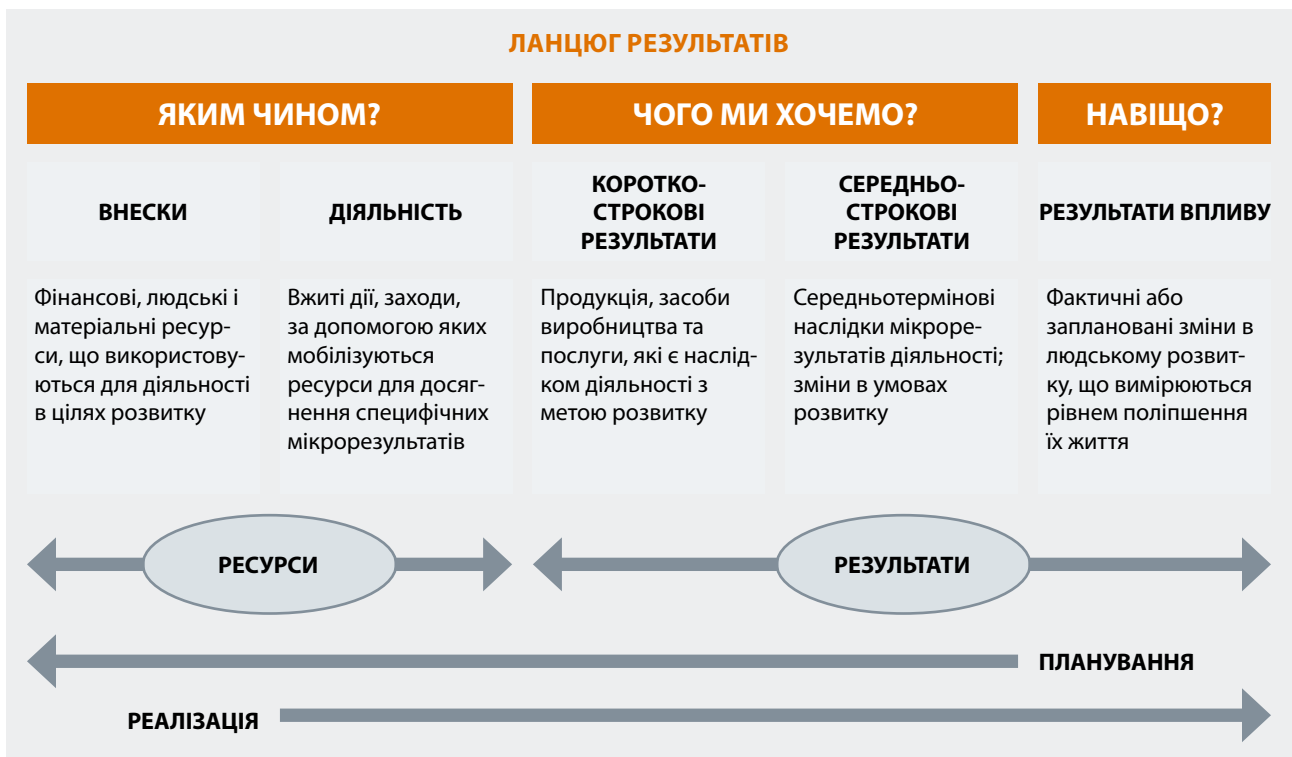 ЛАНЦЮГ РЕЗУЛЬТАТІВ
ЯКИМ ЧИНОМ?
ЧОГО МИ ХОЧЕМО?
НАВІЩО?
ВНЕСКИ
ДІЯЛЬНІСТЬ
КОРОТКО-
СТРОКОВІ
РЕЗУЛЬТАТИ
СЕРЕДНЬО-
СТРОКОВІ
РЕЗУЛЬТАТИ
РЕЗУЛЬТАТИ ВПЛИВУ
Фінансові, людські і
матеріальні ресур-
си, що використову-
ються для діяльності
в цілях розвитку
Вжиті дії, заходи,
за допомогою яких
мобілізуються
ресурси для досяг-
нення специфічних
мікрорезультатів
Продукція, засоби
виробництва та
послуги, які є наслід-
ком діяльності з
метою розвитку
Середньотермінові
наслідки мікроре-
зультатів діяльності;
зміни в умовах
розвитку
Фактичні або
заплановані зміни в
людському розвит-
ку, що вимірюються
рівнем поліпшення
їх життя
РЕСУРСИ
РЕЗУЛЬТАТИ
ПЛАНУВАННЯ
РЕАЛІЗАЦІЯ